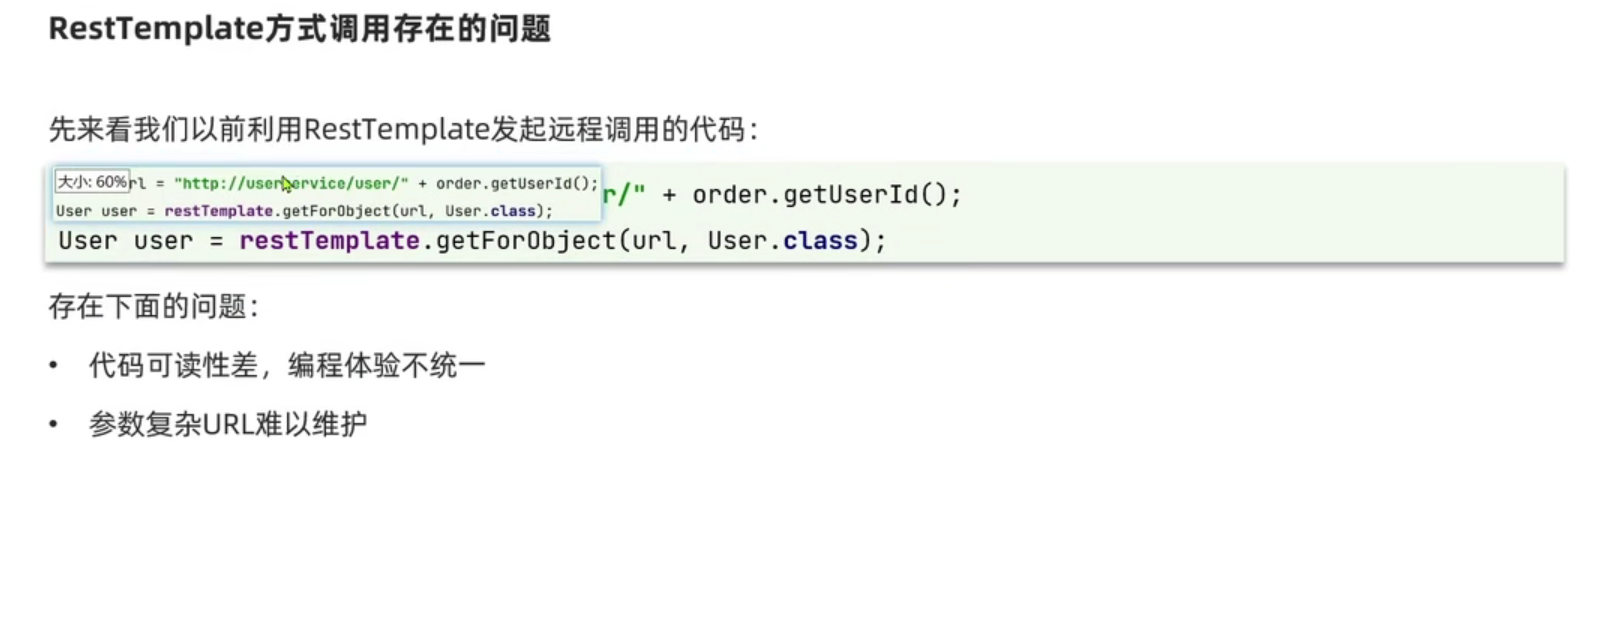 RestTemplate方式调用存在的问题
先来看我们以前利用RestTemplate发起远程调用的代码：
大小: 60%
rl = "http://userservice/user/" + order.getUserId();
User user = restTemplate.getForObject(url, User.class);
r/" + order.getUserId();
User user = restTemplate.getForObject(url, User.class);
存在下面的问题：
• 代码可读性差，编程体验不统一
• 参数复杂URL难以维护